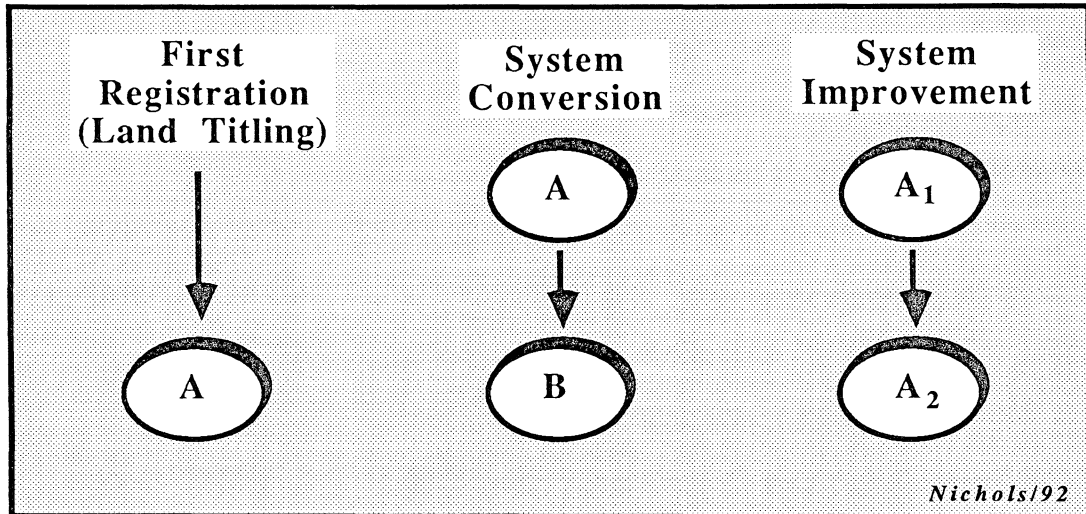 First
Registration
(Land Titling)
A
System
Conversion
A
B
System
Improvement
A₁
A₂
Nichols/92